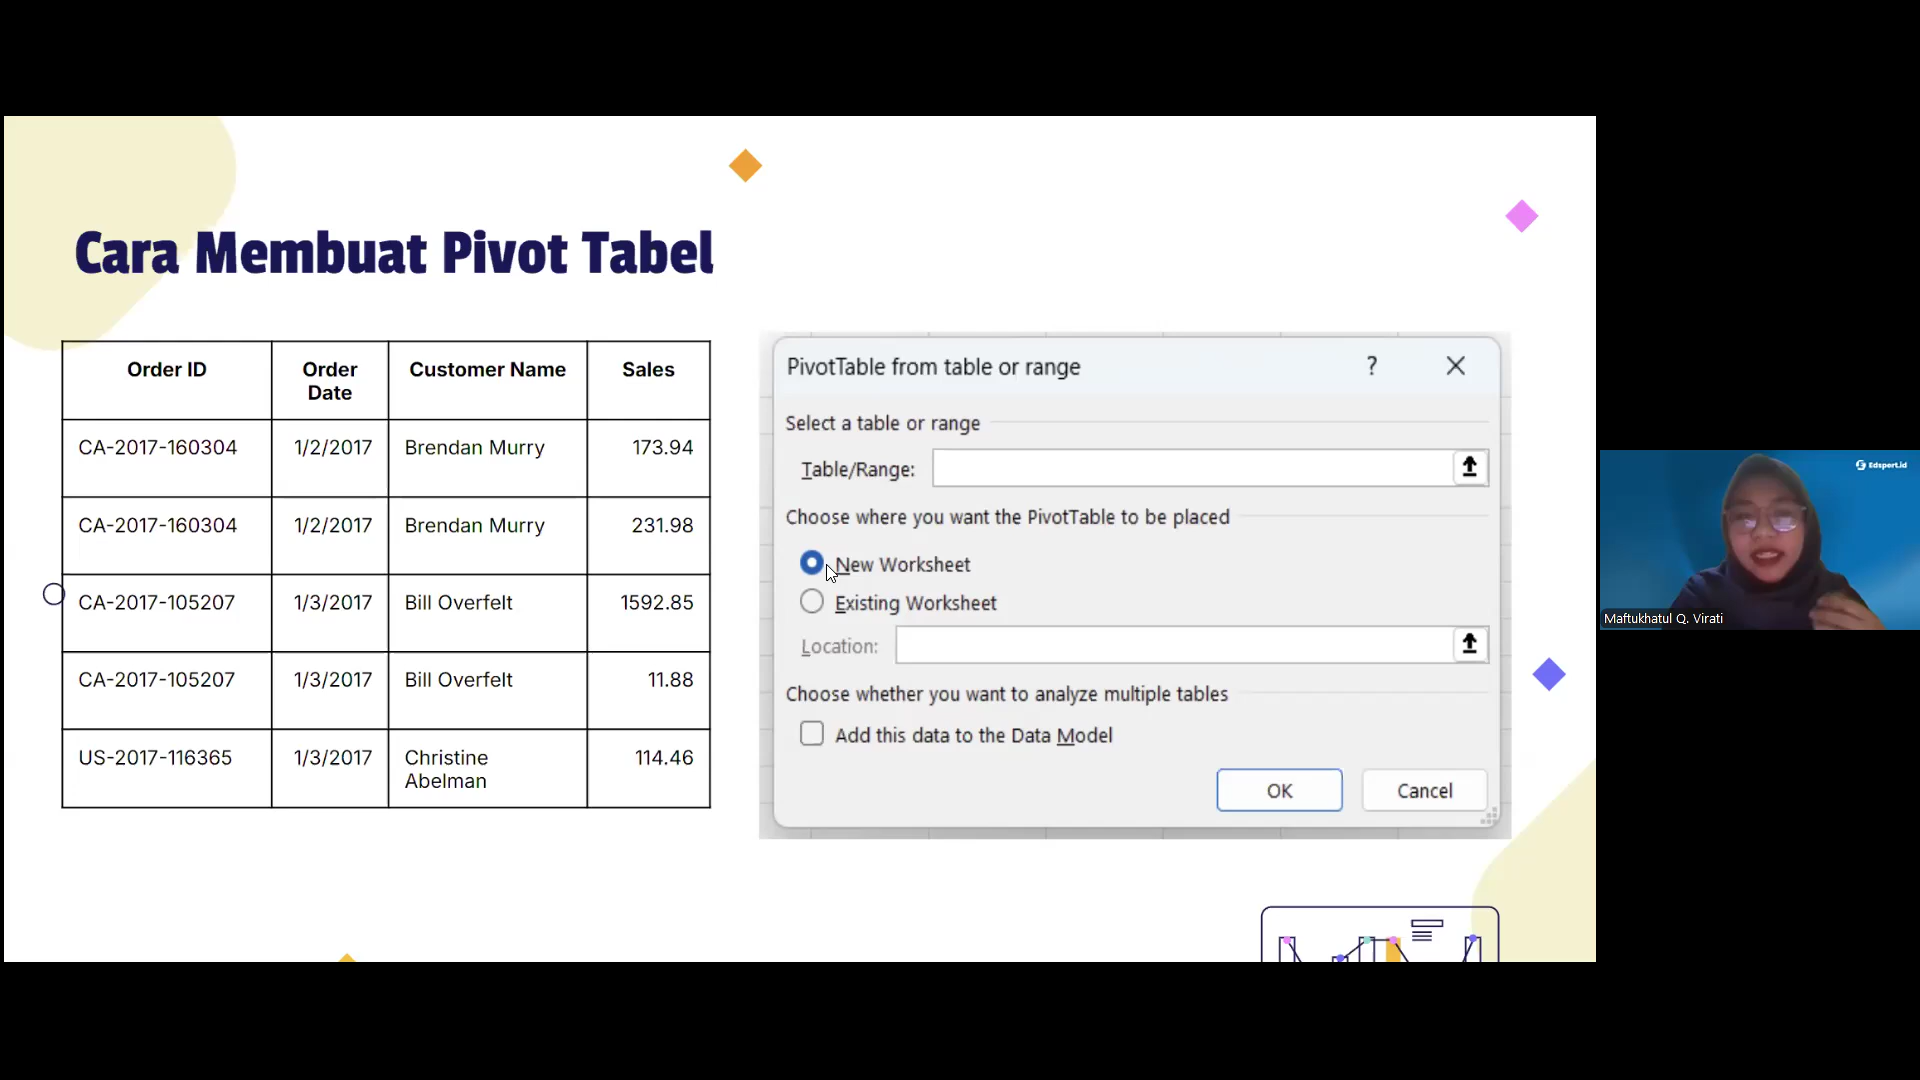 Cara Membuat Pivot Tabel
Order ID
Order
Date
Customer Name
Sales
CA-2017-160304
1/2/2017
Brendan Murry
173.94
CA-2017-160304
1/2/2017
Brendan Murry
231.98
CA-2017-105207
1/3/2017
Bill Overfelt
1592.85
CA-2017-105207
1/3/2017
Bill Overfelt
11.88
US-2017-116365
1/3/2017
Christine
Abelman
114.46
PivotTable from table or range
?
Select a table or range
Table/Range:
Choose where you want the PivotTable to be placed
New Worksheet
Existing Worksheet
Location:
Choose whether you want to analyze multiple tables
Add this data to the Data Model
OK
Cancel
Edspert.id
Maftukhatul Q. Virati